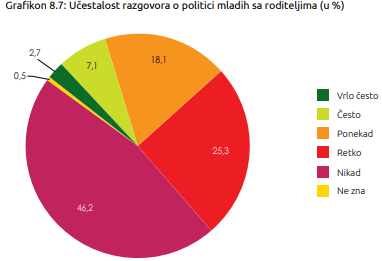 Grafikon 8.7: Učestalost razgovora o politici mladih sa roditeljima (u %)
2,7
7,1
18,1
0,5
25,3
46,2
Vrlo često
Često
Ponekad
Retko
Nikad
Ne zna